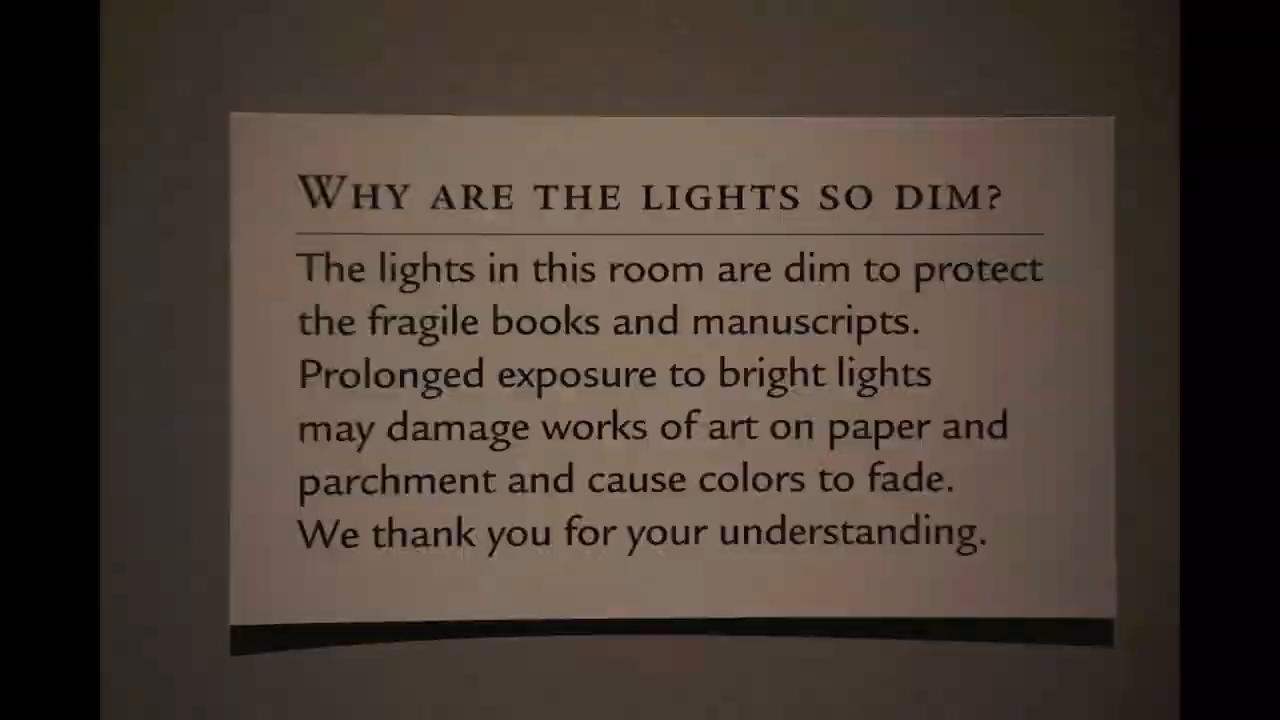 WHY ARE THE LIGHTS SO DIM?
The lights in this room are dim to protect
the fragile books and manuscripts.
Prolonged exposure to bright lights
may damage works of art on paper and
parchment and cause colors to fade.
We thank you for your understanding.